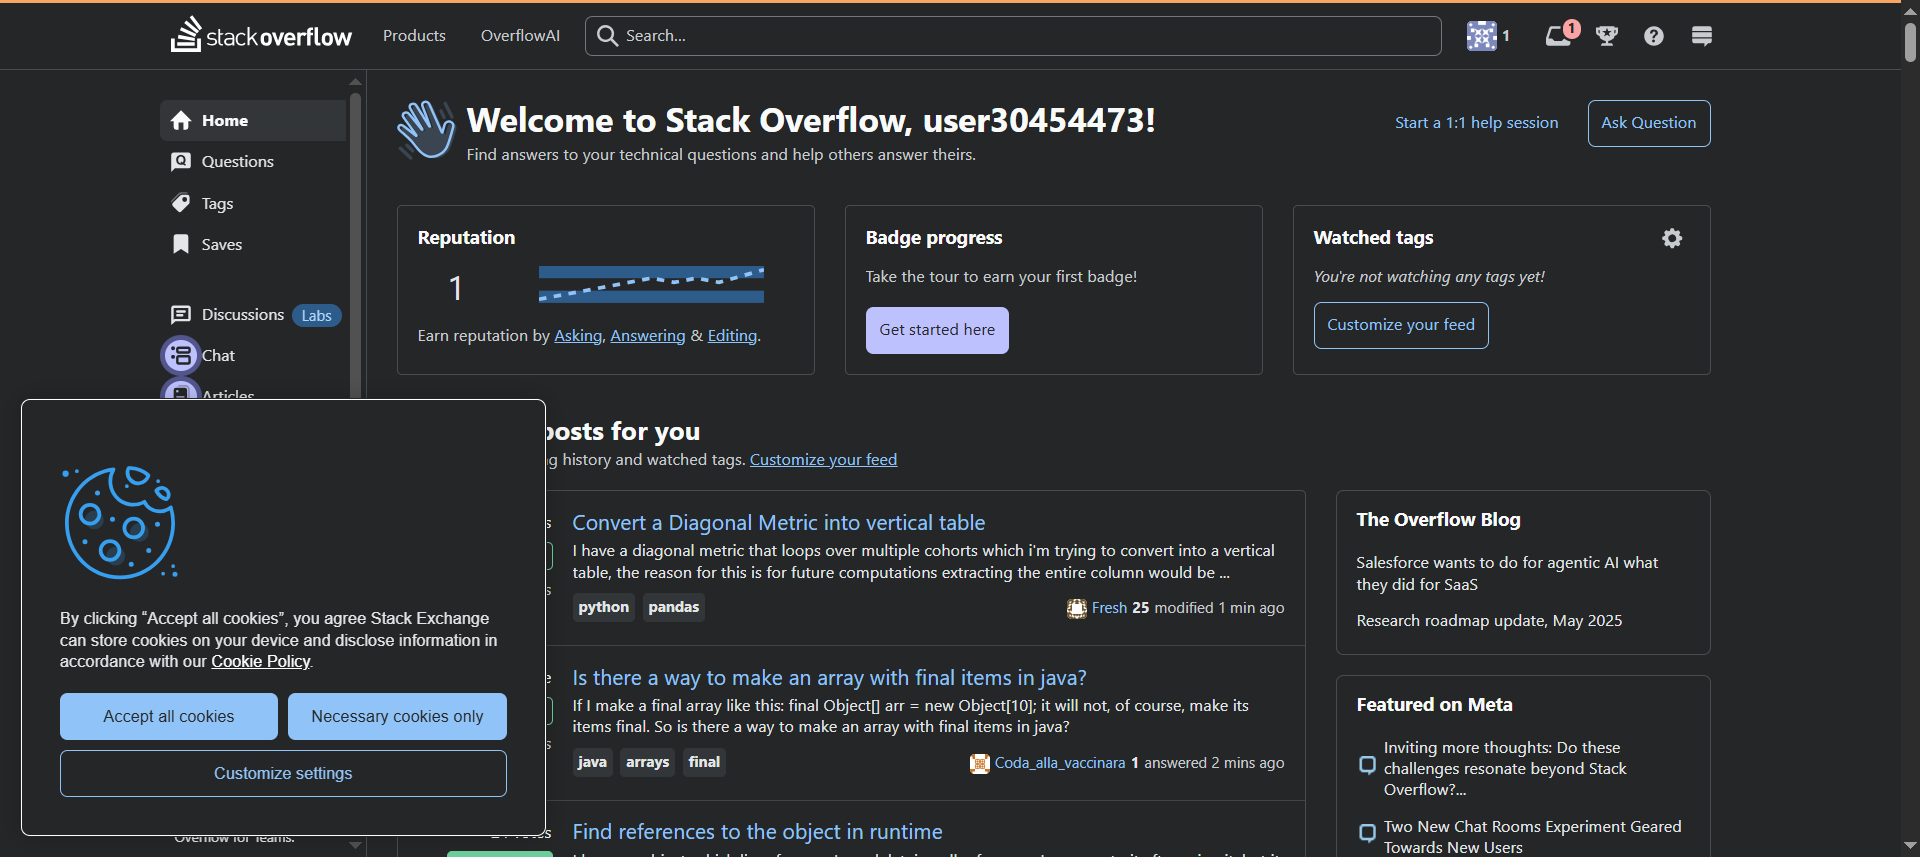 stackoverflow
Products
OverflowAI
Search...
1
1
Home
Questions
Tags
Saves
Discussions Labs
Chat
Articles
Welcome to Stack Overflow, user30454473!
Find answers to your technical questions and help others answer theirs.
Start a 1:1 help session
Ask Question
Reputation
1
Earn reputation by Asking, Answering & Editing.
Badge progress
Take the tour to earn your first badge!
Get started here
Watched tags
You're not watching any tags yet!
Customize your feed
posts for you
history and watched tags. Customize your feed
Convert a Diagonal Metric into vertical table
I have a diagonal metric that loops over multiple cohorts which i'm trying to convert into a vertical
table, the reason for this is for future computations extracting the entire column would be ...
python pandas
Fresh 25 modified 1 min ago
Is there a way to make an array with final items in java?
If I make a final array like this: final Object[] arr = new Object[10]; it will not, of course, make its
items final. So is there a way to make an array with final items in java?
java arrays final
Coda_alla_vaccinara 1 answered 2 mins ago
Find references to the object in runtime
The Overflow Blog
Salesforce wants to do for agentic AI what
they did for SaaS
Research roadmap update, May 2025
Featured on Meta
Inviting more thoughts: Do these
challenges resonate beyond Stack
Overflow?...
Two New Chat Rooms Experiment Geared
Towards New Users
By clicking “Accept all cookies”, you agree Stack Exchange
can store cookies on your device and disclose information in
accordance with our Cookie Policy.
Accept all cookies
Necessary cookies only
Customize settings
Overflow for Teams.